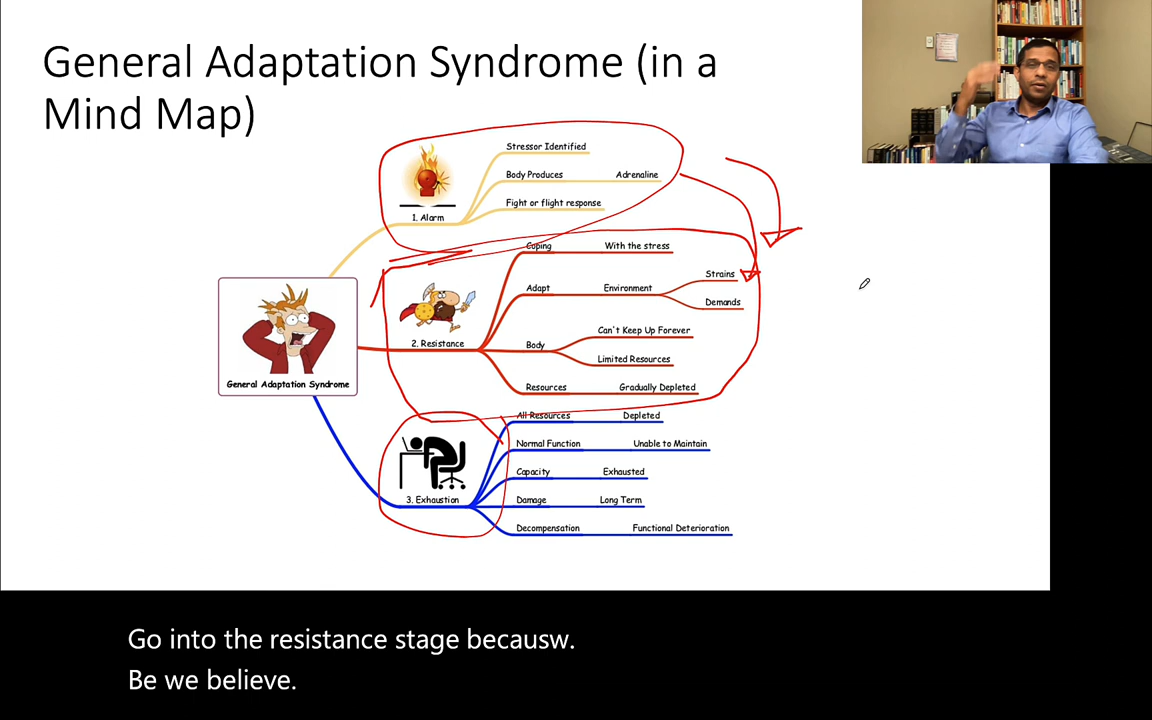 General Adaptation Syndrome (in a
Mind Map)
Stressor Identified
Body Produces Adrenaline
Fight or flight response
1. Alarm
Coping With the stress
Strains
Adapt Environment
Demands
Can't Keep Up Forever
2. Resistance
Body
Limited Resources
Resources Gradually Depleted
General Adaptation Syndrome
All Resources Depleted
Normal Function Unable to Maintain
Capacity Exhausted
3. Exhaustion
Damage Long Term
Decompensation Functional Deterioration
Go into the resistance stage becausw.
Be we believe.